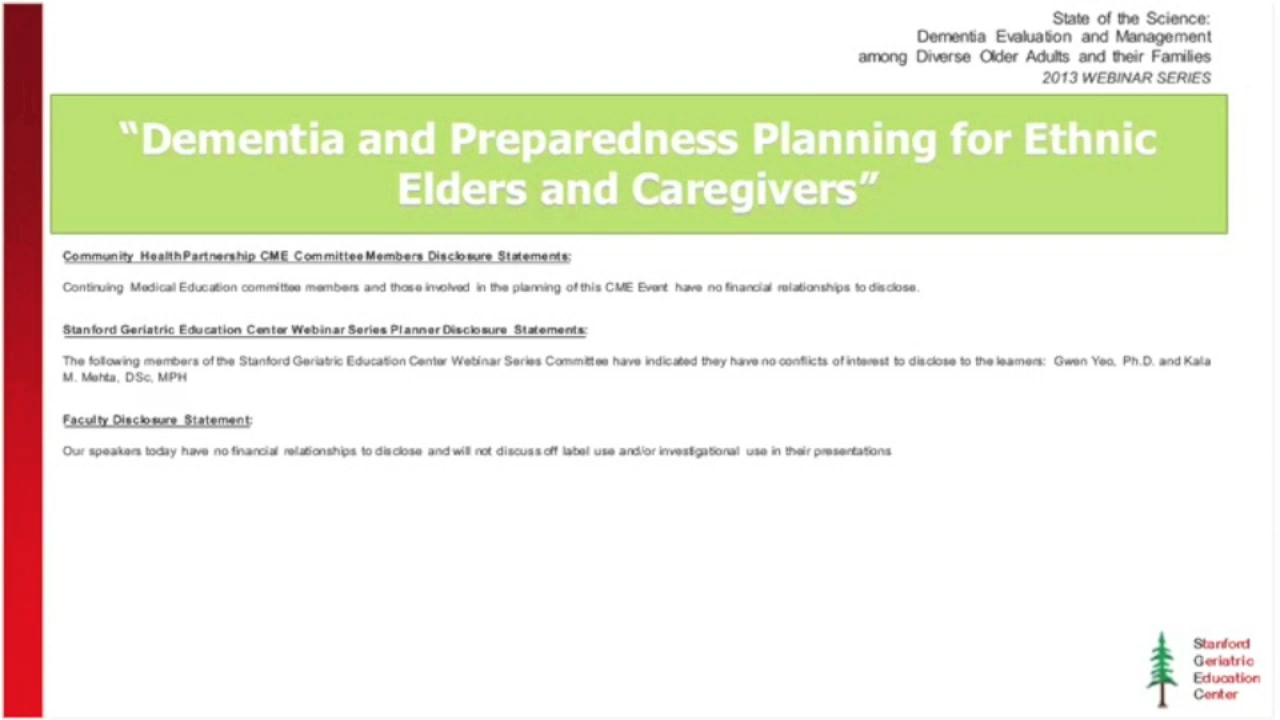 State of the Science:
Dementia Evaluation and Management
among Diverse Older Adults and their Families
2013 WEBINAR SERIES
“Dementia and Preparedness Planning for Ethnic
Elders and Caregivers”
Community Health Partnership CME Committee Members Disclosure Statements:
Continuing Medical Education committee members and those involved in the planning of this CME Event have no financial relationships to disclose.
Stanford Geriatric Education Center Webinar Series Planner Disclosure Statements:
The following members of the Stanford Geriatric Education Center Webinar Series Committee have indicated they have no conflicts of interest to disclose to the learners: Gwen Yeo, Ph.D. and Kala
M. Mehta, DSc, MPH
Faculty Disclosure Statement:
Our speakers today have no financial relationships to disclose and will not discuss off label use and/or investigational use in their presentations
Stanford
Geriatric
Education
Center